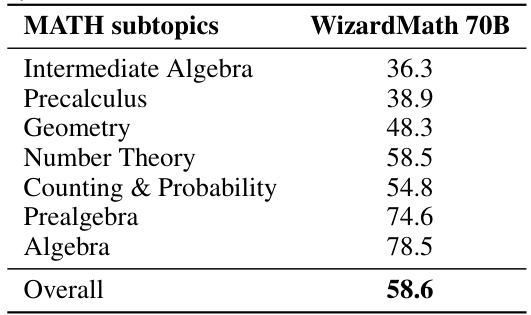 MATH subtopics WizardMath 70B
Intermediate Algebra 36.3
Precalculus 38.9
Geometry 48.3
Number Theory 58.5
Counting & Probability 54.8
Prealgebra 74.6
Algebra 78.5
Overall 58.6